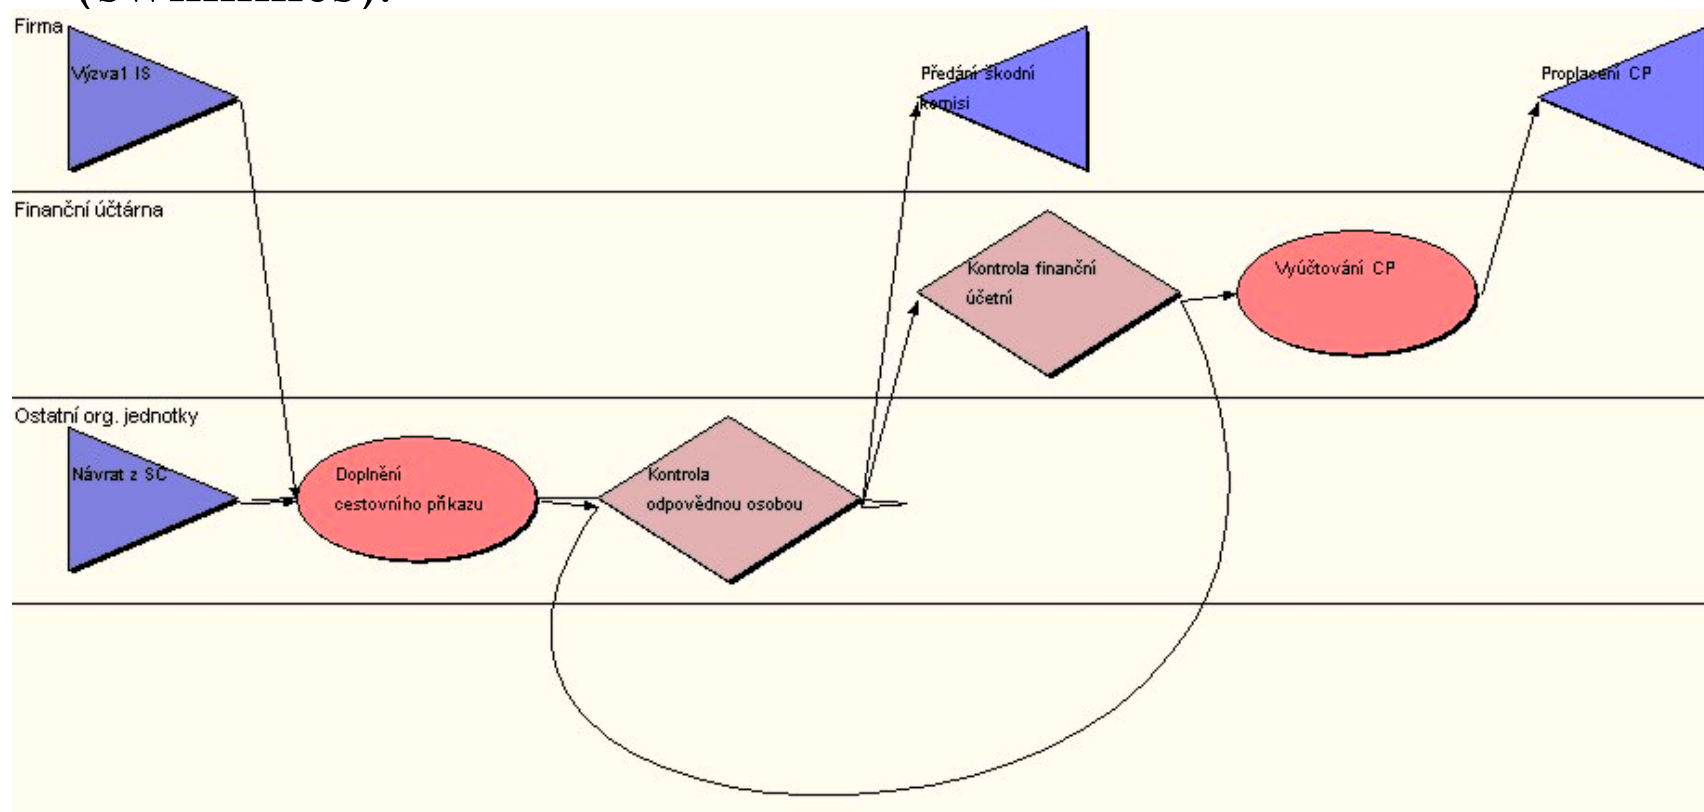 Firma
Výzva1 IS
Předání škodní
komisi
Proplacení CP
Finanční účtárna
Kontrola finanční
účetní
Vyúčtování CP
Ostatní org. jednotky
Návrat z SC
Doplnění
cestovního příkazu
Kontrola
odpovědnou osobou